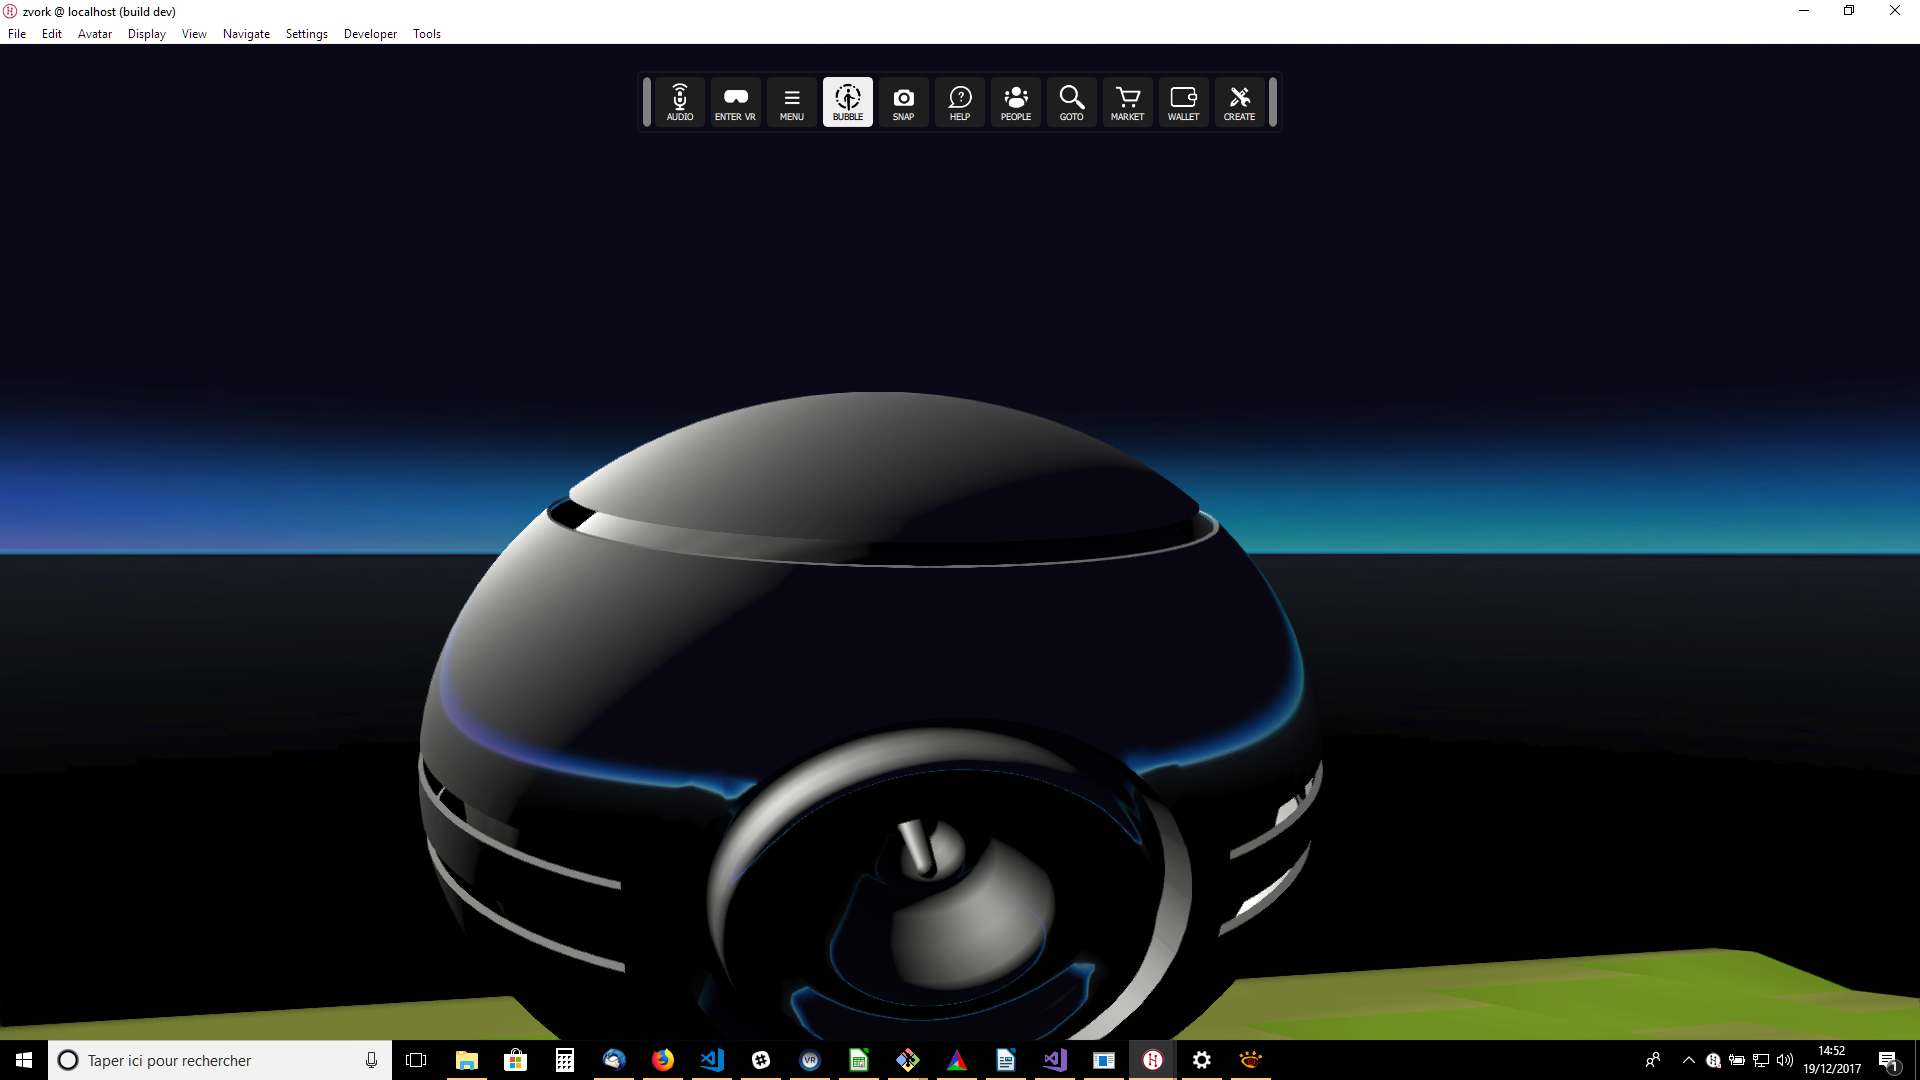 zvork @ localhost (build dev)
File Edit Avatar Display View Navigate Settings Developer Tools
AUDIO ENTER VR MENU BUBBLE SNAP HELP PEOPLE GOTO MARKET WALLET CREATE
Taper ici pour rechercher
VR
14:52
19/12/2017
1